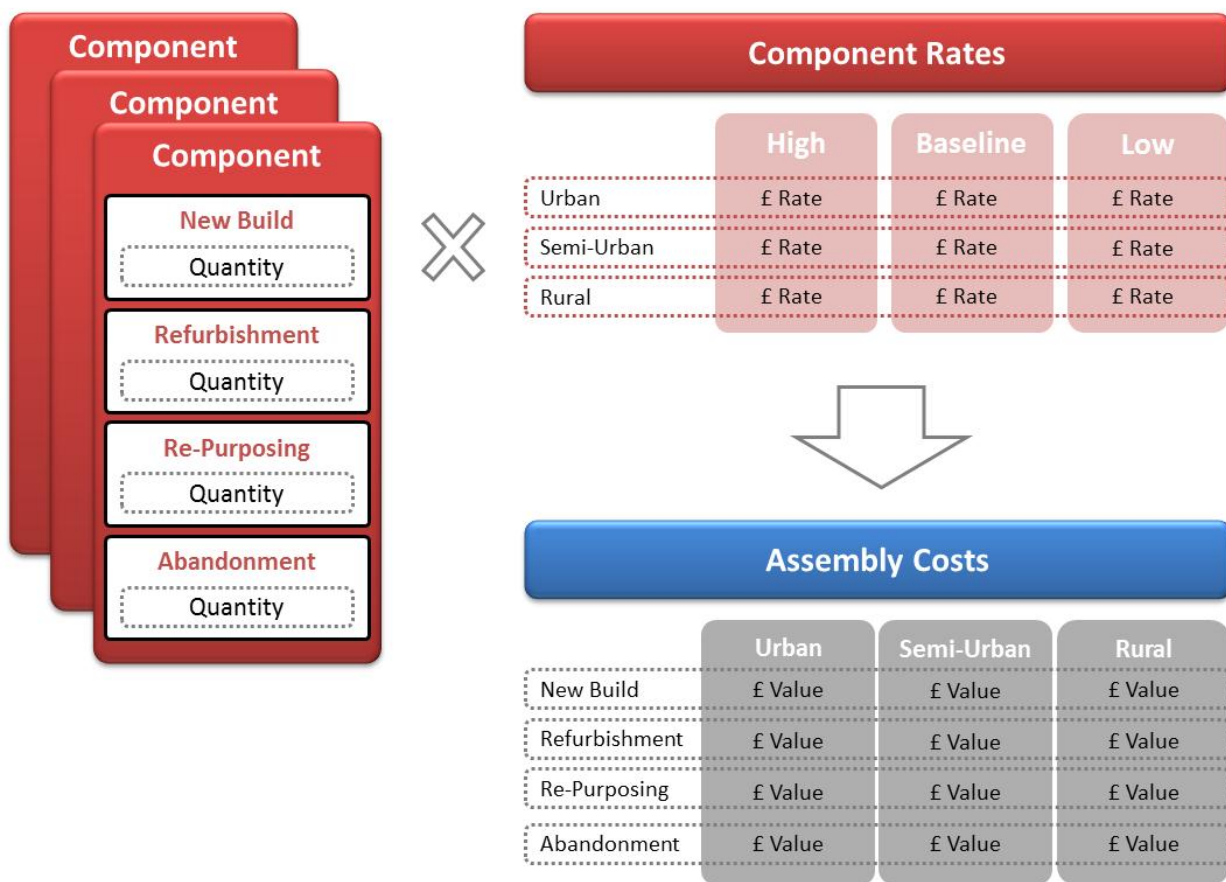 Component
Component
Component
New Build
Quantity
Refurbishment
Quantity
Re-Purposing
Quantity
Abandonment
Quantity
Component Rates
High Baseline Low
Urban £ Rate £ Rate £ Rate
Semi-Urban £ Rate £ Rate £ Rate
Rural £ Rate £ Rate £ Rate
Assembly Costs
Urban Semi-Urban Rural
New Build £ Value £ Value £ Value
Refurbishment £ Value £ Value £ Value
Re-Purposing £ Value £ Value £ Value
Abandonment £ Value £ Value £ Value